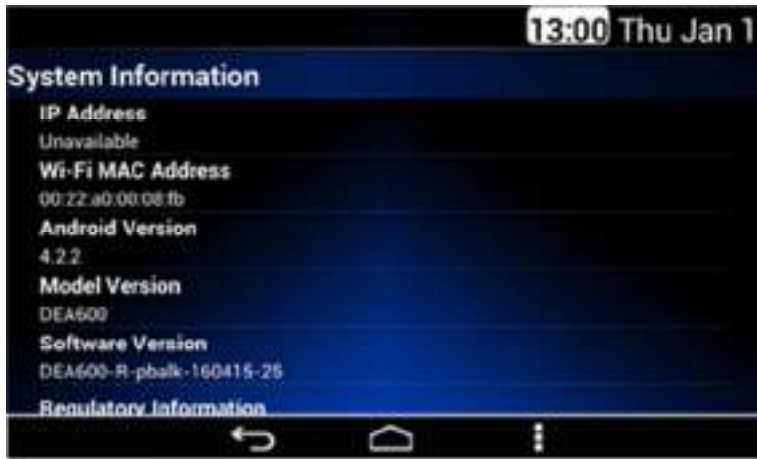 13:00 Thu Jan 1
System Information
IP Address
Unavailable
Wi-Fi MAC Address
00:22:a0:00:08:fb
Android Version
4.2.2
Model Version
DEA600
Software Version
DEA600-R-pbalk-160415-25
Regulatory Information